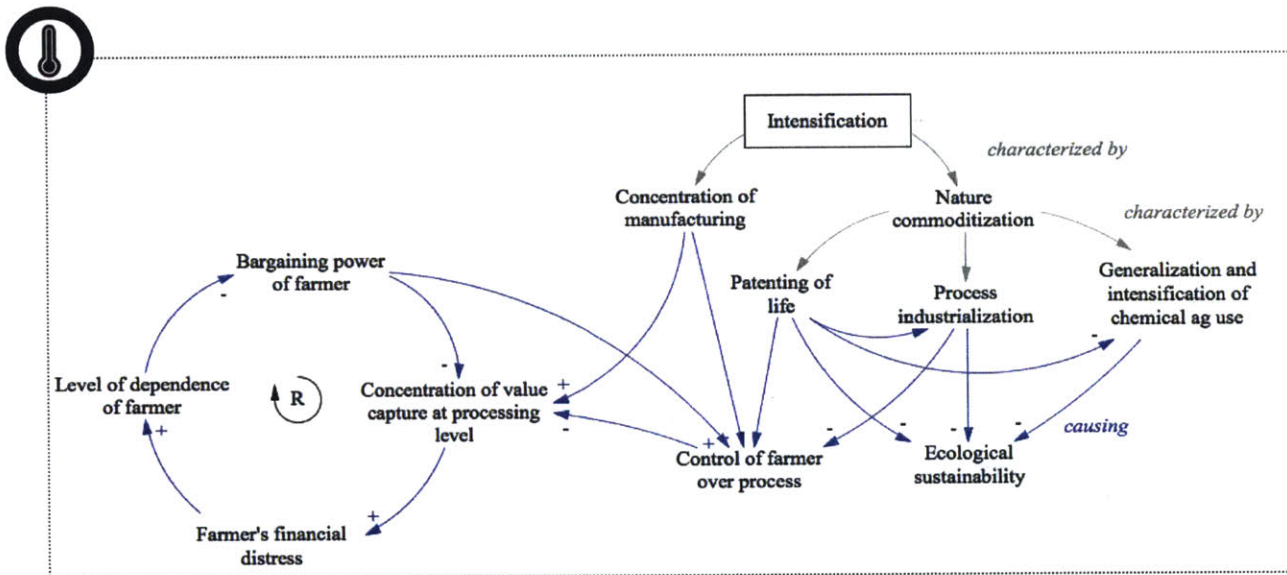 Intensification
characterized by
Concentration of
manufacturing
Nature
commoditization
characterized by
Bargaining power
of farmer
-
Patenting of
life
Process
industrialization
Generalization and
intensification of
chemical ag use
-
Level of dependence
of farmer
+
R
-
Concentration of value
capture at processing
level
+
-
+
Control of farmer
over process
-
-
-
-
causing
Ecological
sustainability
+
Farmer's financial
distress